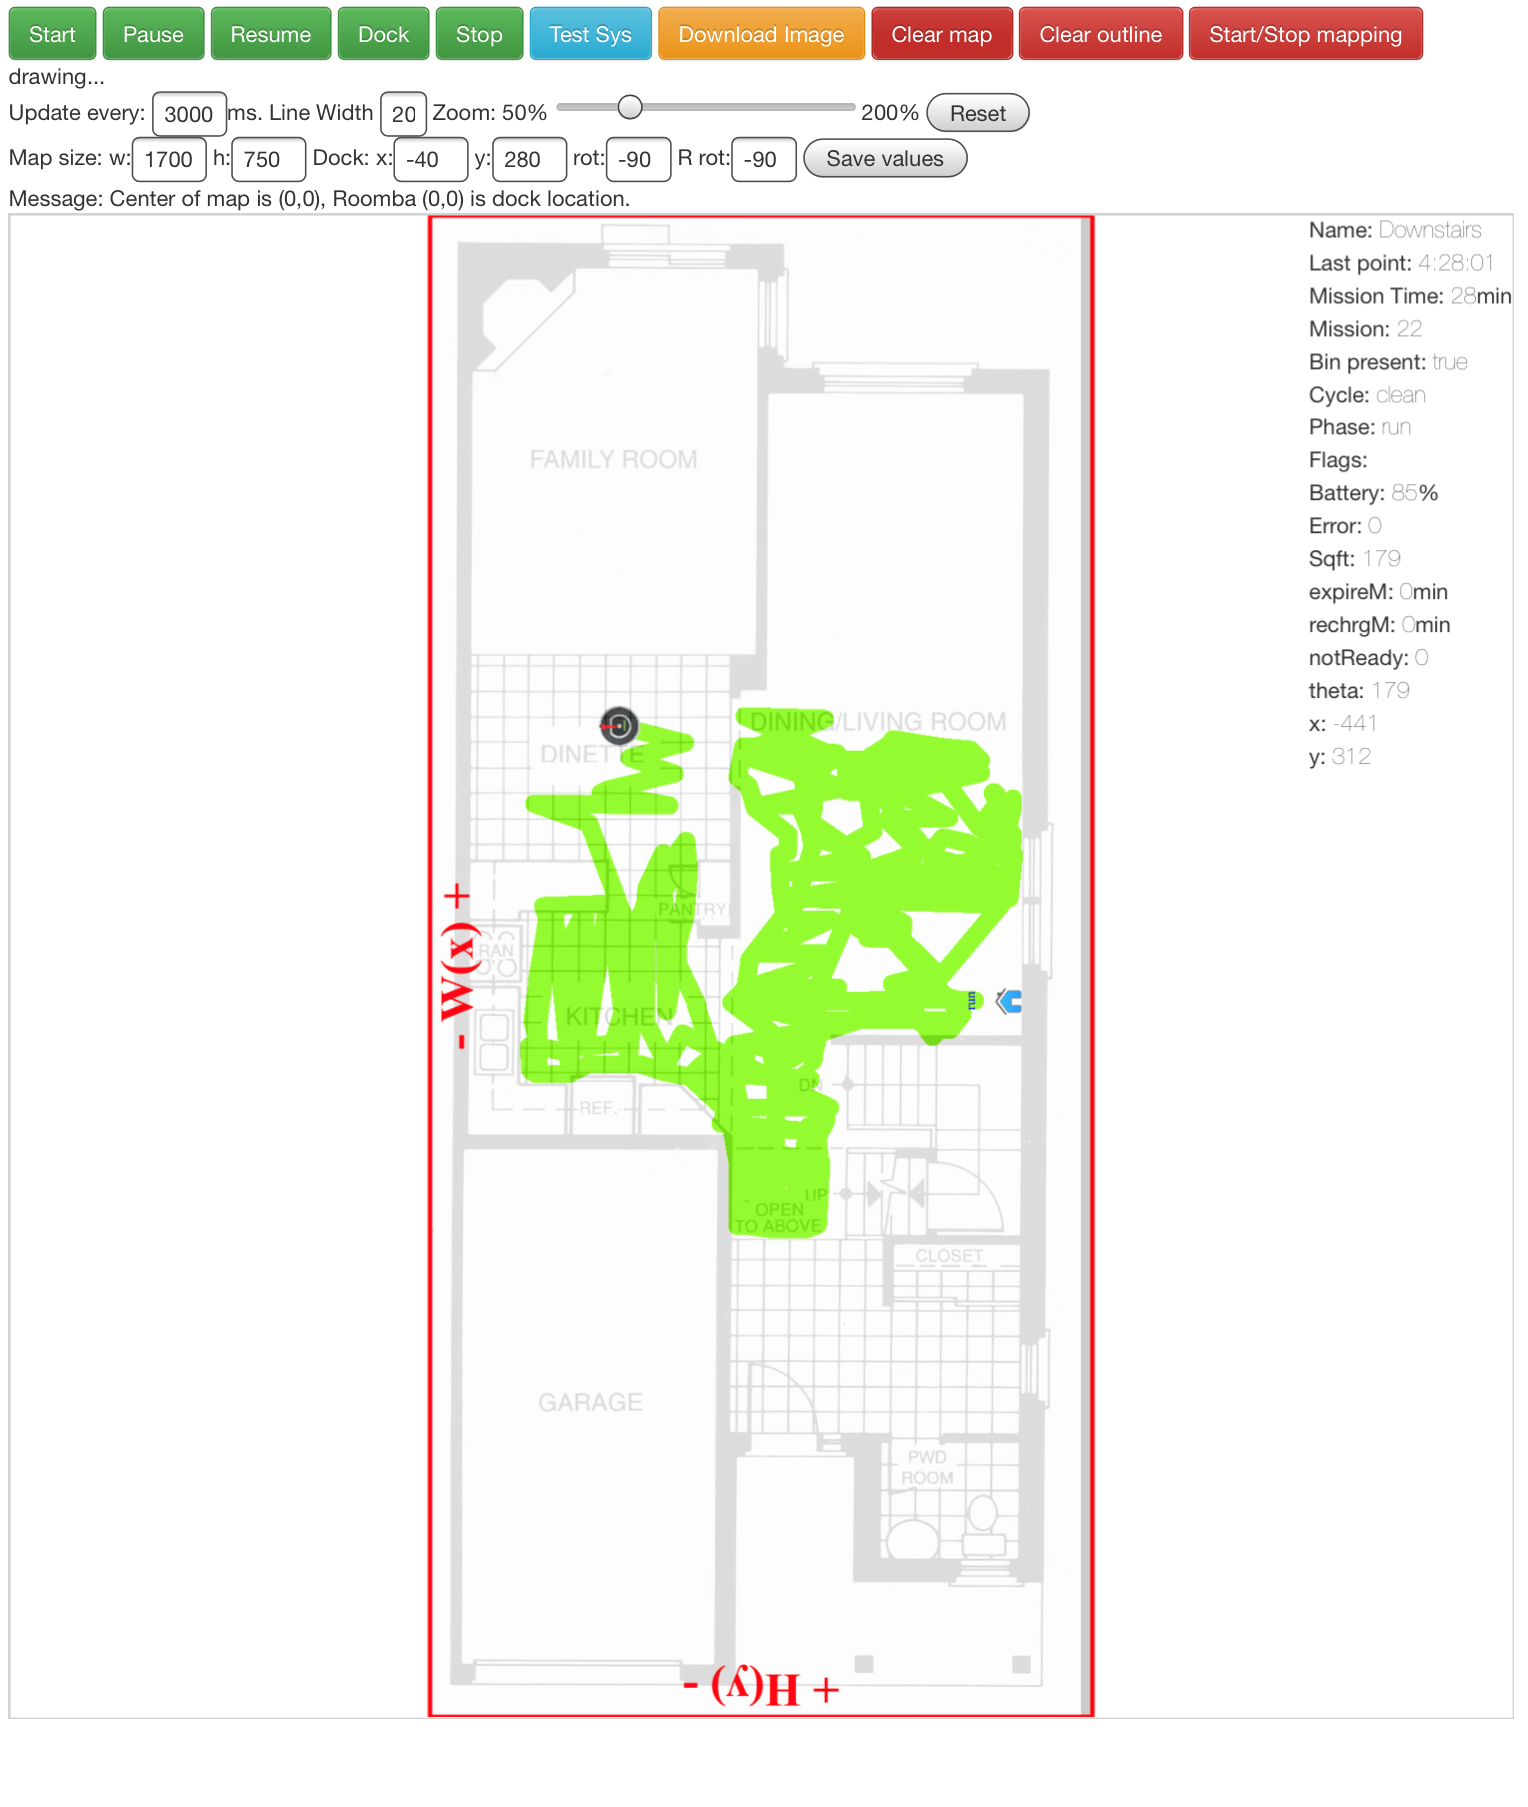 Start Pause Resume Dock Stop Test Sys Download Image Clear map Clear outline Start/Stop mapping
drawing...
Update every: 3000 ms. Line Width 20 Zoom: 50% 200% Reset
Map size: w: 1700 h: 750 Dock: x: -40 y: 280 rot: -90 R rot: -90 Save values
Message: Center of map is (0,0), Roomba (0,0) is dock location.
Name: Downstairs
Last point: 4:28:01
Mission Time: 28min
Mission: 22
Bin present: true
Cycle: clean
Phase: run
Flags:
Battery: 85%
Error: 0
Sqft: 179
expireM: 0min
rechrgM: 0min
notReady: 0
theta: 179
x: -441
y: 312
FAMILY ROOM
DINING/LIVING ROOM
DINETTE
PANTRY
RAN
- W(x) +
KITCHEN
run
DN
REF.
UP
OPEN
TO ABOVE
CLOSET
GARAGE
PWD
ROOM
- H(y) +